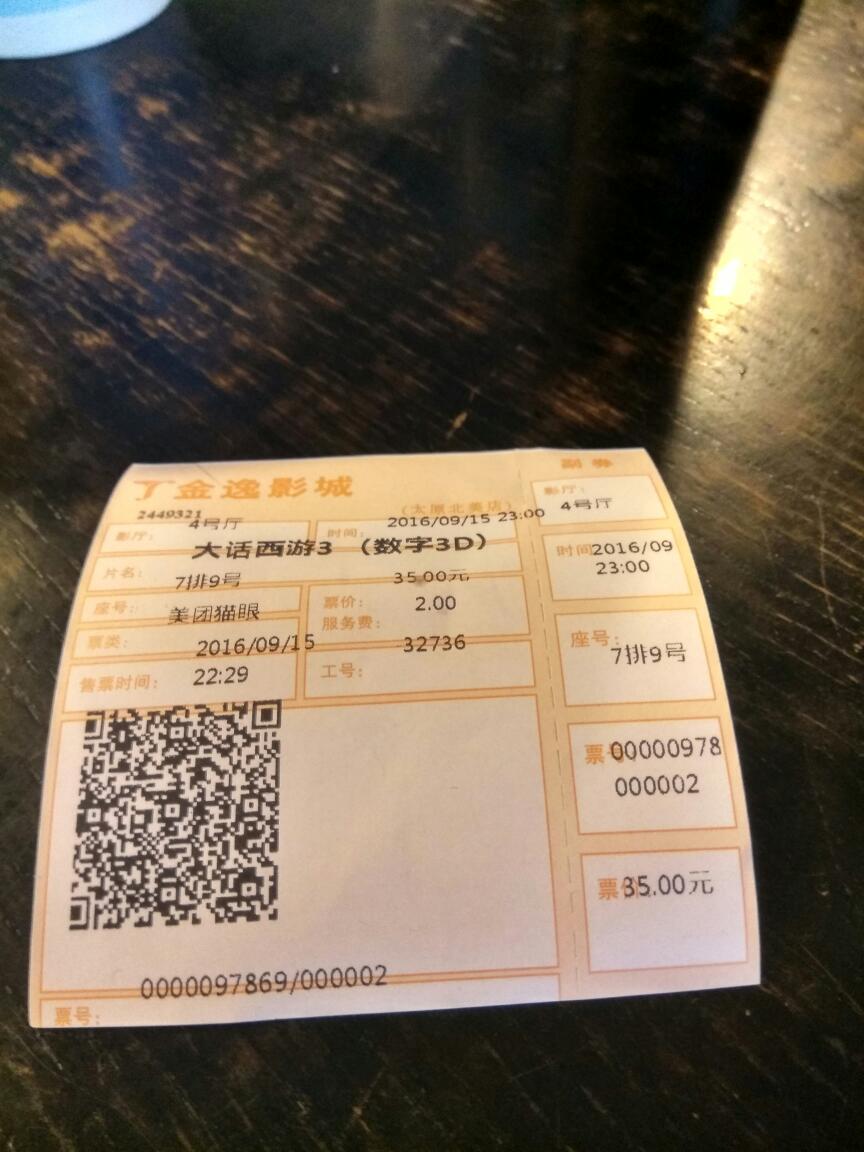 金逸影城
(太原北美店)
2449321
影厅: 4号厅 时间: 2016/09/15 23:00
片名: 大话西游3 (数字3D)
座号: 7排9号 票价: 35.00元
票类: 美团猫眼 服务费: 2.00
售票时间: 2016/09/15 22:29 工号: 32736
票号: 0000097869/000002
副券
影厅: 4号厅
时间 2016/09
23:00
座号: 7排9号
票号: 00000978
000002
票价 35.00元